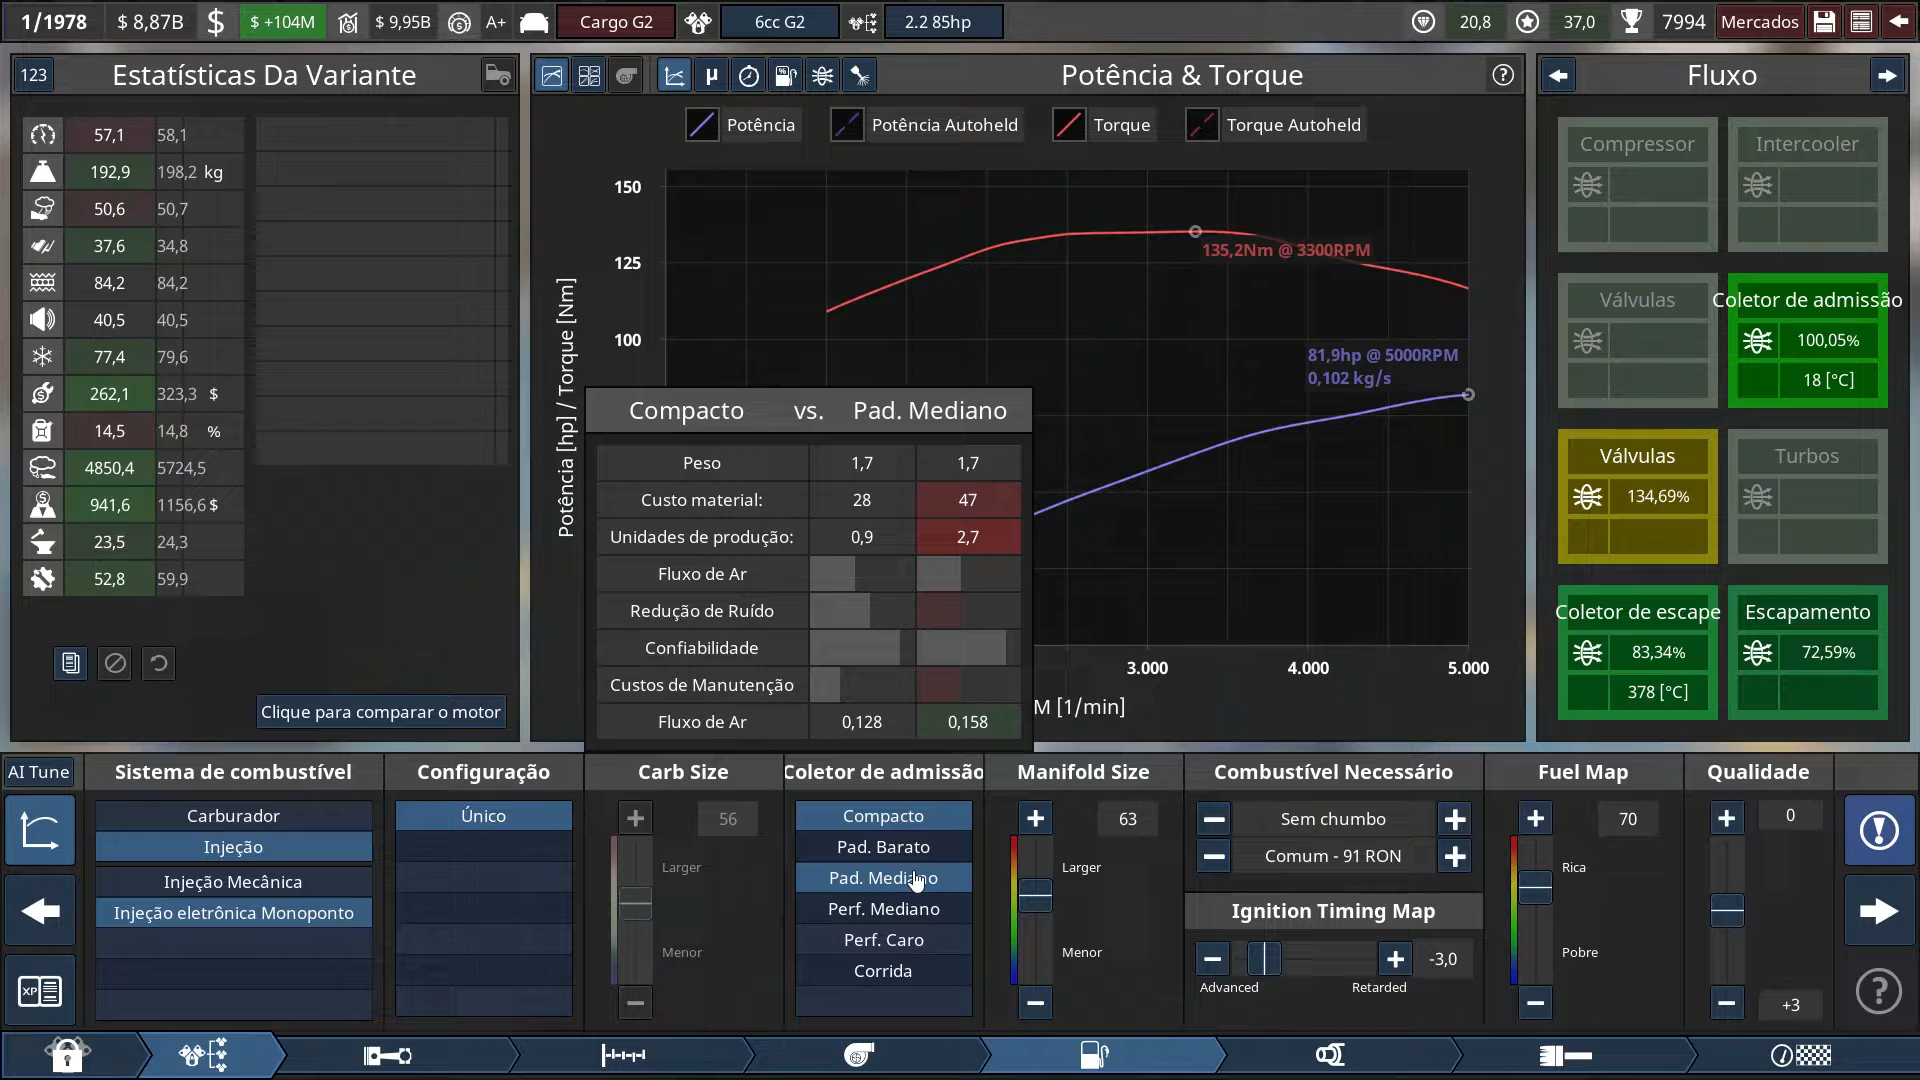 1/1978
$ 8,87B
$ +104M
$ 9,95B
A+
Cargo G2
6cc G2
2.2 85hp
20,8
37,0
7994
Mercados
123
Estatísticas Da Variante
57,1 58,1
192,9 198,2 kg
50,6 50,7
37,6 34,8
84,2 84,2
40,5 40,5
77,4 79,6
262,1 323,3 $
14,5 14,8 %
4850,4 5724,5
941,6 1156,6 $
23,5 24,3
52,8 59,9
Clique para comparar o motor
µ
Potência & Torque
?
Potência
Potência Autoheld
Torque
Torque Autoheld
Potência [hp] / Torque [Nm]
150
125
100
135,2Nm @ 3300RPM
81,9hp @ 5000RPM
0,102 kg/s
3.000
4.000
5.000
M [1/min]
Compacto vs. Pad. Mediano
Peso 1,7 1,7
Custo material: 28 47
Unidades de produção: 0,9 2,7
Fluxo de Ar
Redução de Ruído
Confiabilidade
Custos de Manutenção
Fluxo de Ar 0,128 0,158
Fluxo
Compressor
Intercooler
Válvulas
Coletor de admissão
100,05%
18 [°C]
Válvulas
134,69%
Turbos
Coletor de escape
83,34%
378 [°C]
Escapamento
72,59%
AI Tune
Sistema de combustível
Carburador
Injeção
Injeção Mecânica
Injeção eletrônica Monoponto
Configuração
Único
Carb Size
56
Larger
Menor
Coletor de admissão
Compacto
Pad. Barato
Pad. Mediano
Perf. Mediano
Perf. Caro
Corrida
Manifold Size
63
Larger
Menor
Combustível Necessário
Sem chumbo
Comum - 91 RON
Ignition Timing Map
-3,0
Advanced
Retarded
Fuel Map
70
Rica
Pobre
Qualidade
0
+3
XP
?